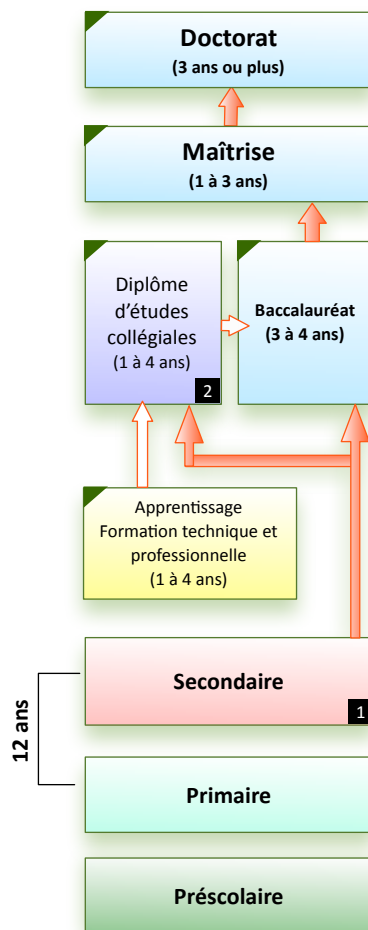 Doctorat
(3 ans ou plus)
Maîtrise
(1 à 3 ans)
Diplôme
d’études
collégiales
(1 à 4 ans)
2
Baccalauréat
(3 à 4 ans)
Apprentissage
Formation technique et
professionnelle
(1 à 4 ans)
12 ans
Secondaire
1
Primaire
Préscolaire